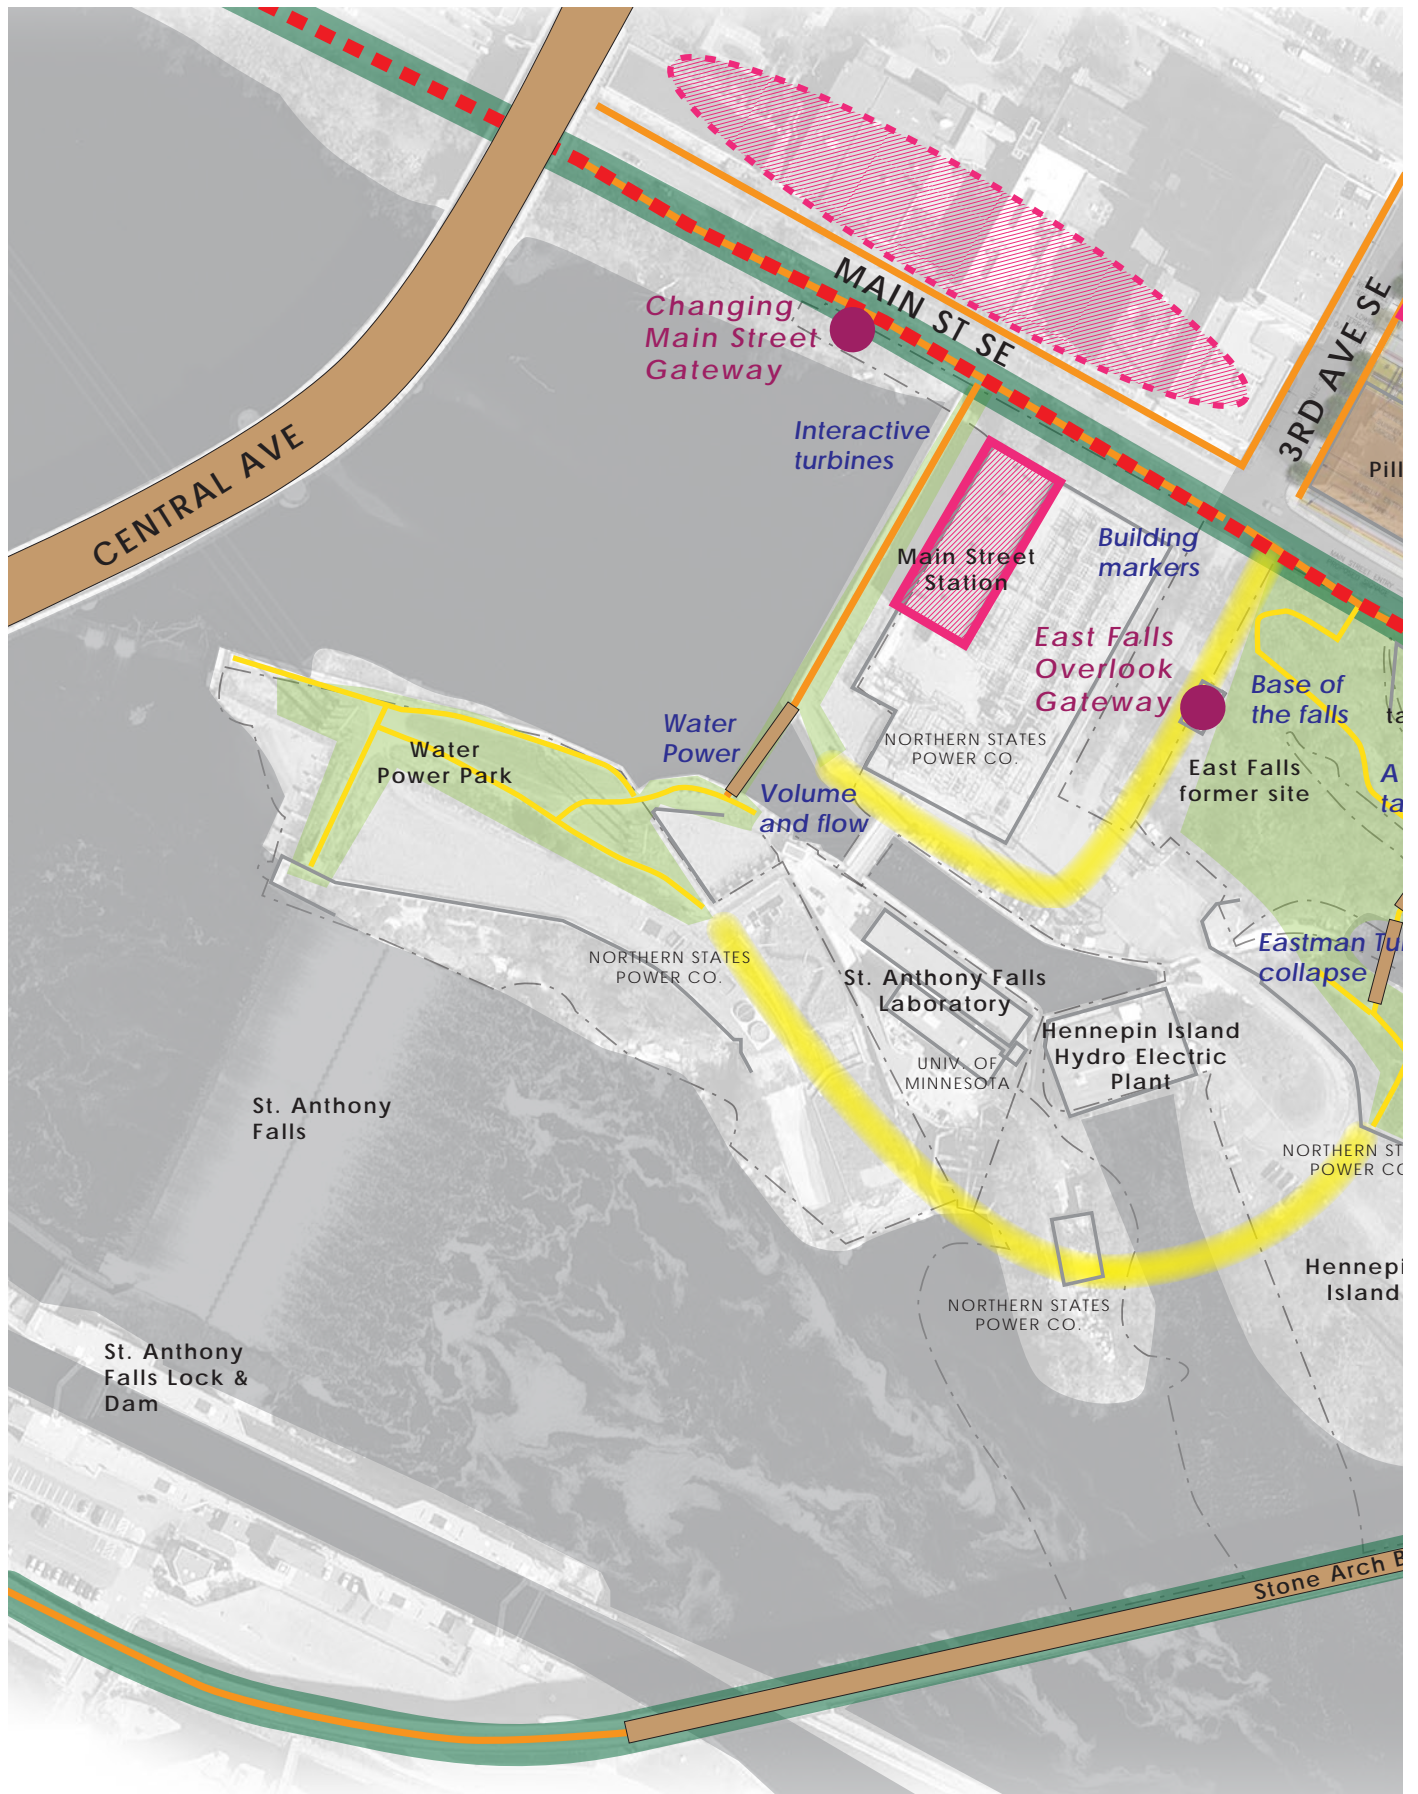 MAIN ST SE
3RD AVE SE
CENTRAL AVE
Changing
Main Street
Gateway
Interactive
turbines
Pill
Building
markers
Main Street
Station
East Falls
Overlook
Gateway
Base of
the falls
ta
Water
Power
NORTHERN STATES
POWER CO.
Water
Power Park
East Falls
former site
A
ta
Volume
and flow
NORTHERN STATES
POWER CO.
Eastman Tu
collapse
St. Anthony Falls
Laboratory
Hennepin Island
Hydro Electric
Plant
UNIV. OF
MINNESOTA
St. Anthony
Falls
NORTHERN ST
POWER CO
Hennepi
Island
NORTHERN STATES
POWER CO.
St. Anthony
Falls Lock &
Dam
Stone Arch B